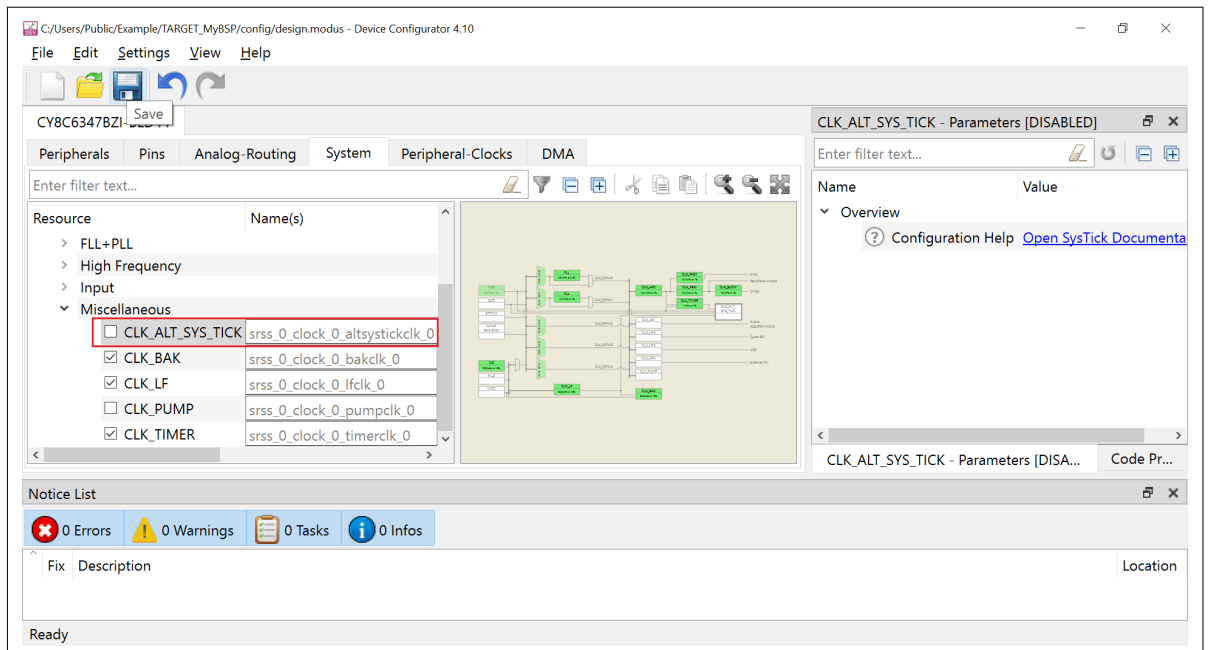 C:/Users/Public/Example/TARGET_MyBSP/config/design.modus - Device Configurator 4.10
File Edit Settings View Help
Save
CY8C6347BZI-
Peripherals Pins Analog-Routing System Peripheral-Clocks DMA
Enter filter text...
Resource Name(s)
FLL+PLL
High Frequency
Input
Miscellaneous
CLK_ALT_SYS_TICK srss_0_clock_0_altsystickclk_0
CLK_BAK srss_0_clock_0_bakclk_0
CLK_LF srss_0_clock_0_lfclk_0
CLK_PUMP srss_0_clock_0_pumpclk_0
CLK_TIMER srss_0_clock_0_timerclk_0
CLK_ALT_SYS_TICK - Parameters [DISABLED]
Enter filter text...
Name Value
Overview
Configuration Help Open SysTick Documenta
CLK_ALT_SYS_TICK - Parameters [DISA... Code Pr...
Notice List
0 Errors 0 Warnings 0 Tasks 0 Infos
Fix Description Location
Ready